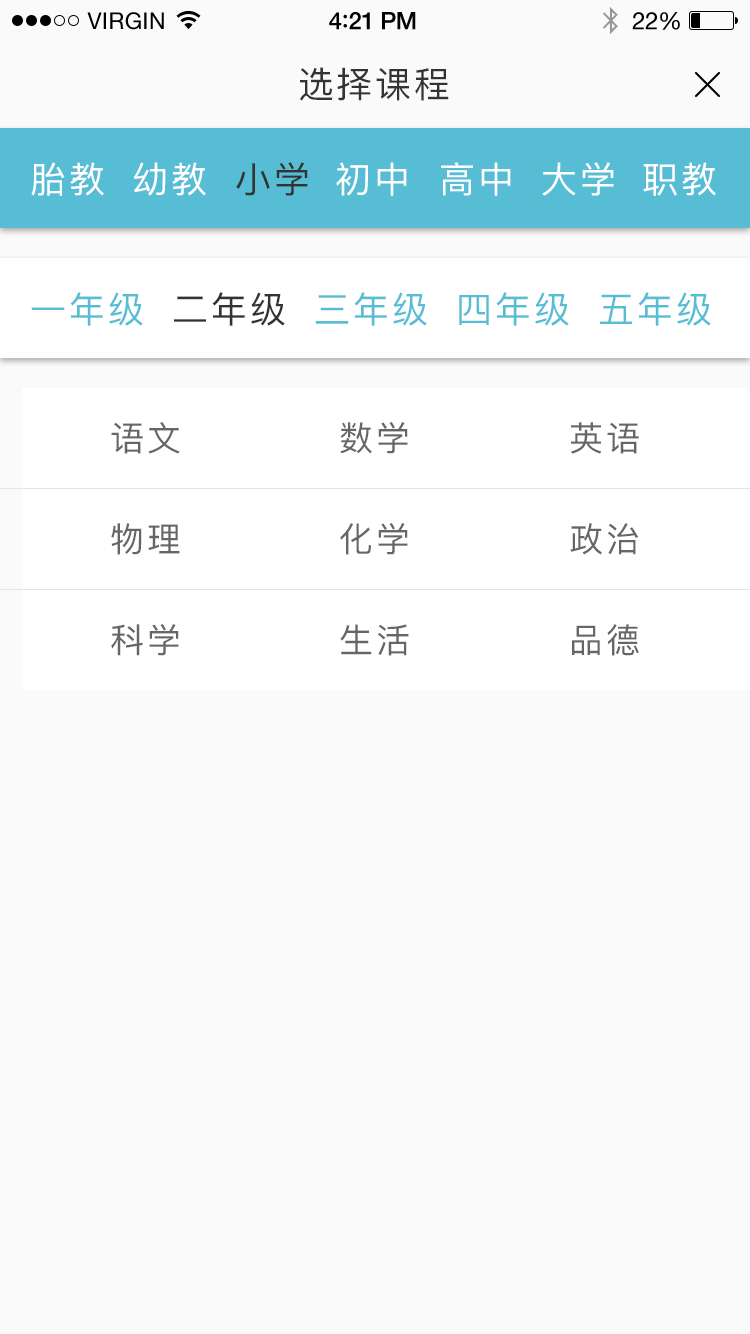 VIRGIN 4:21 PM 22%
选择课程
胎教 幼教 小学 初中 高中 大学 职教
一年级 二年级 三年级 四年级 五年级
语文 数学 英语
物理 化学 政治
科学 生活 品德